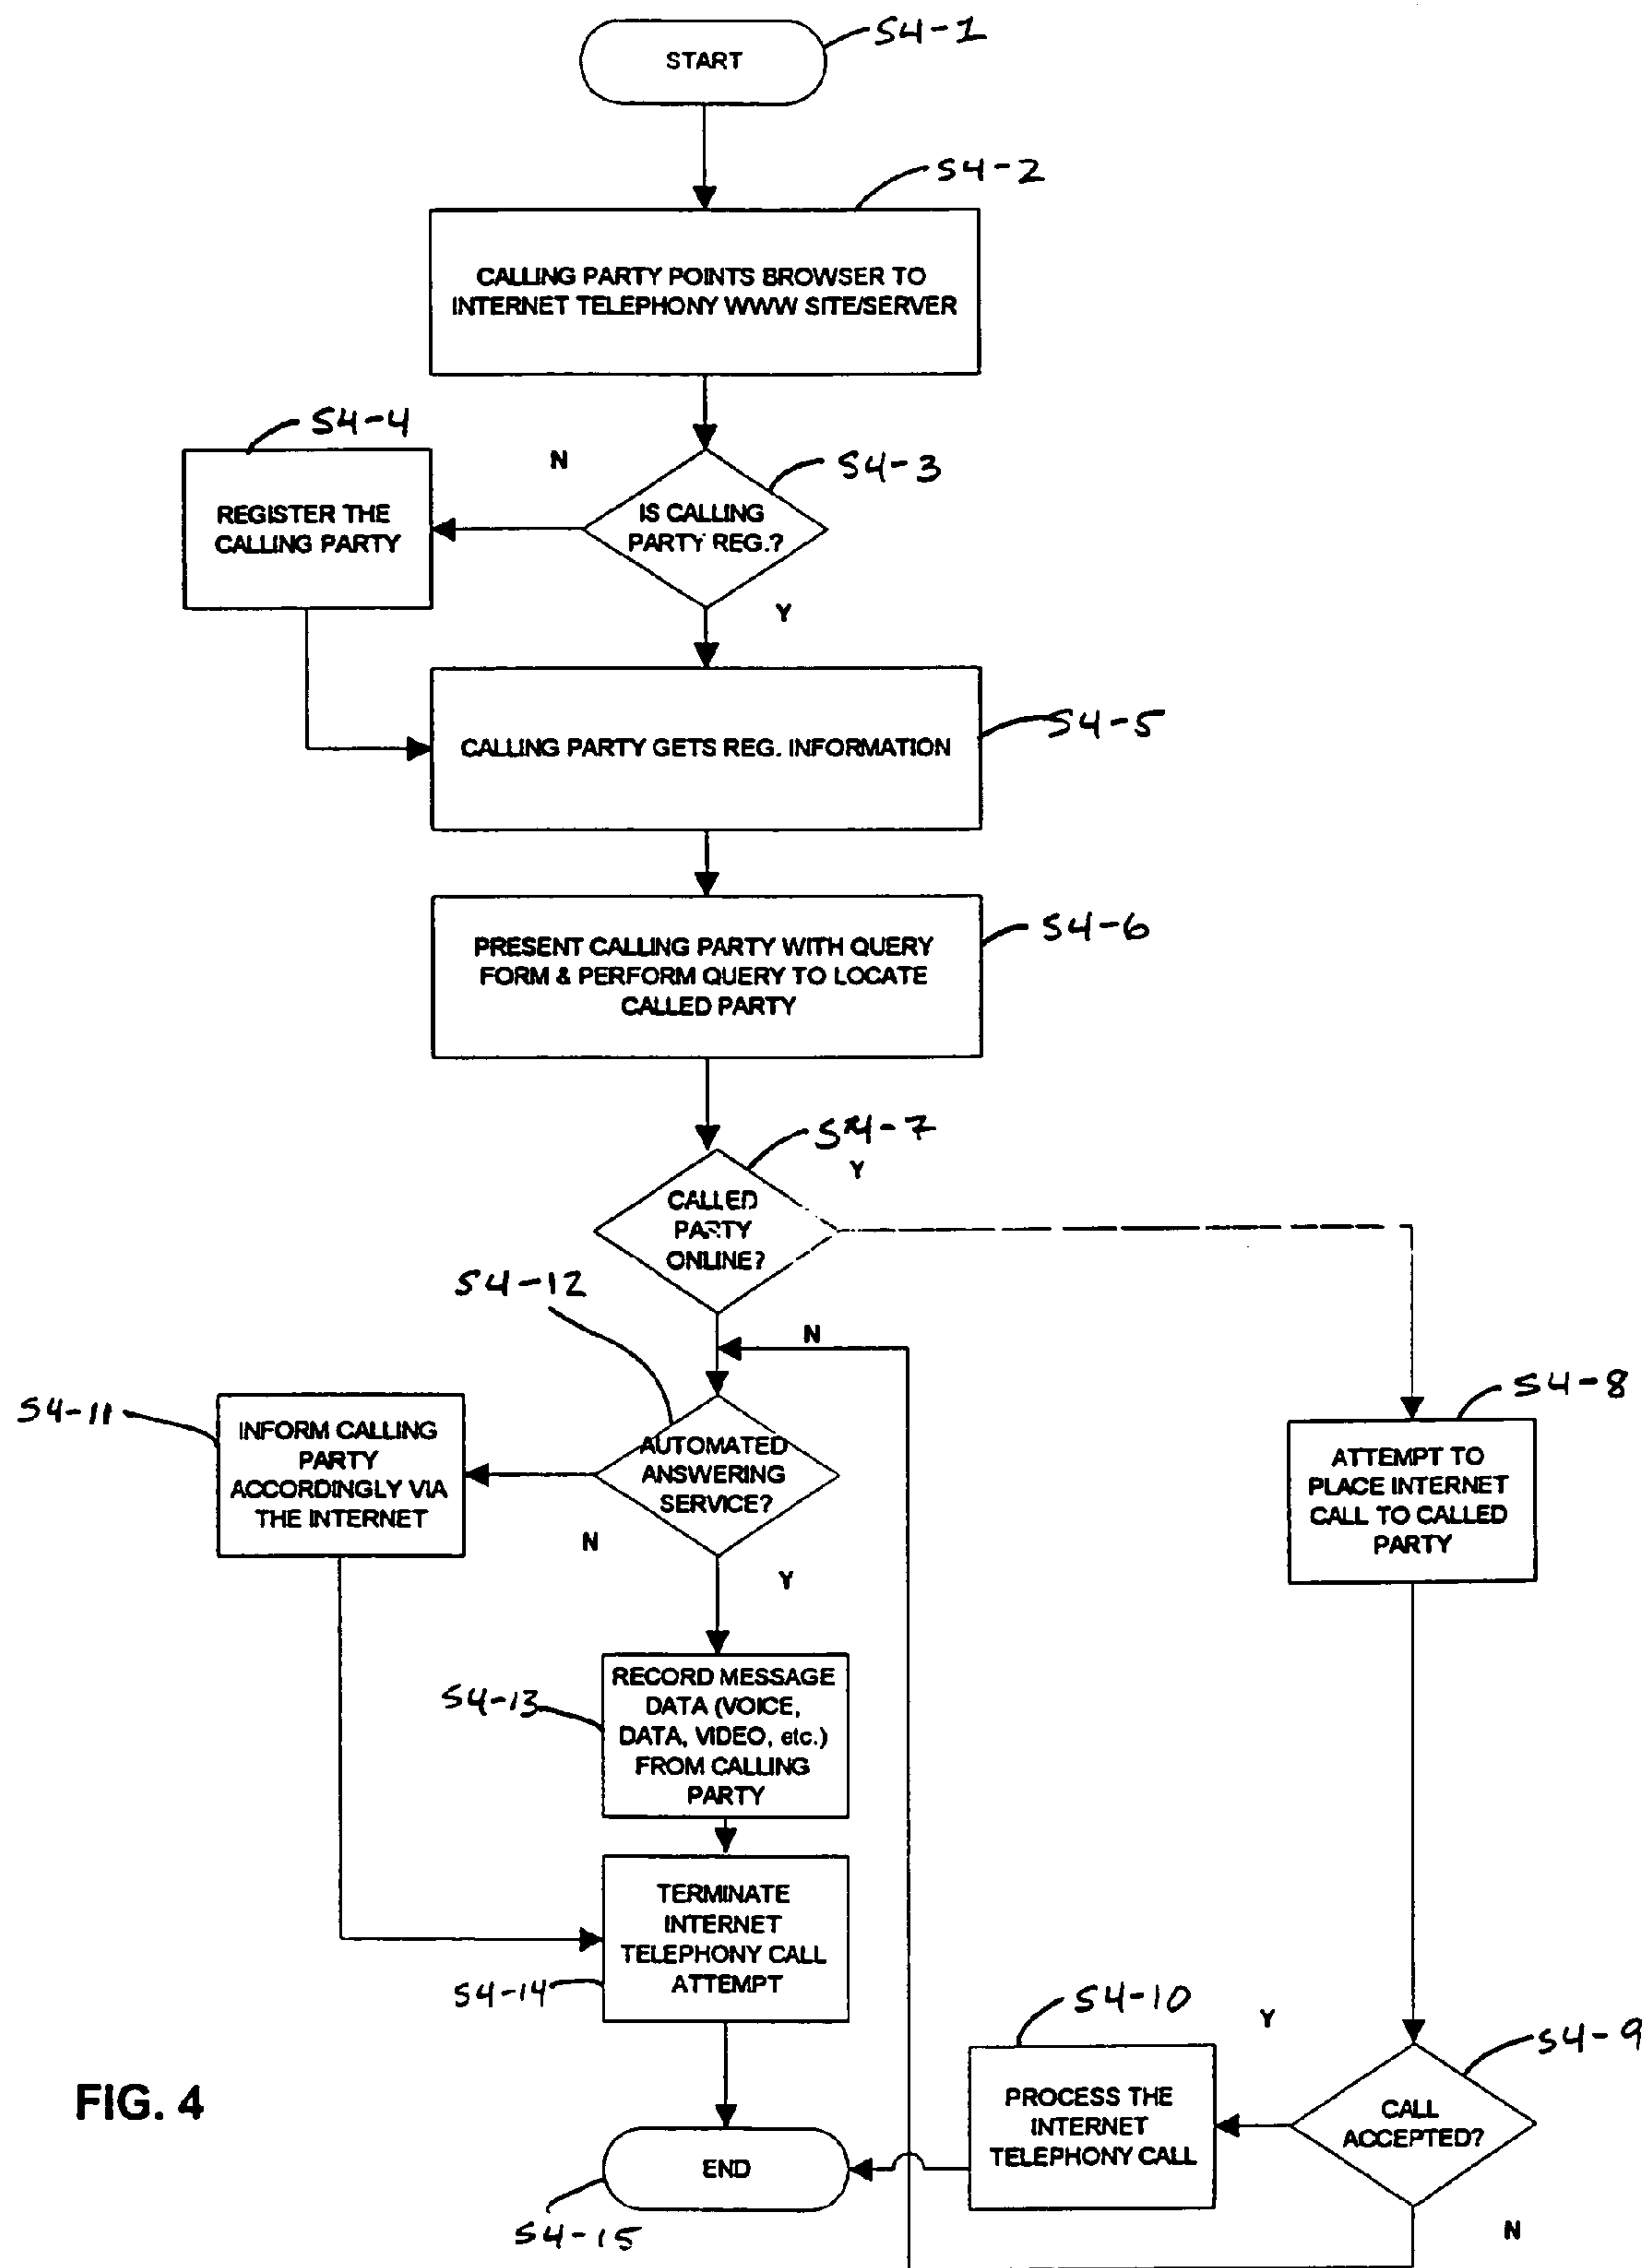 START
S4-1
S4-2
CALLING PARTY POINTS BROWSER TO
INTERNET TELEPHONY WWW SITE/SERVER
S4-4
N
S4-3
REGISTER THE
CALLING PARTY
IS CALLING
PARTY REG.?
Y
S4-5
CALLING PARTY GETS REG. INFORMATION
S4-6
PRESENT CALLING PARTY WITH QUERY
FORM & PERFORM QUERY TO LOCATE
CALLED PARTY
S4-7
Y
CALLED
PARTY
ONLINE?
S4-12
N
S4-11
INFORM CALLING
PARTY
ACCORDINGLY VIA
THE INTERNET
AUTOMATED
ANSWERING
SERVICE?
N
Y
S4-8
ATTEMPT TO
PLACE INTERNET
CALL TO CALLED
PARTY
S4-13
RECORD MESSAGE
DATA (VOICE,
DATA, VIDEO, etc.)
FROM CALLING
PARTY
TERMINATE
INTERNET
TELEPHONY CALL
ATTEMPT
S4-14
S4-10
Y
S4-9
PROCESS THE
INTERNET
TELEPHONY CALL
CALL
ACCEPTED?
FIG. 4
END
S4-15
N